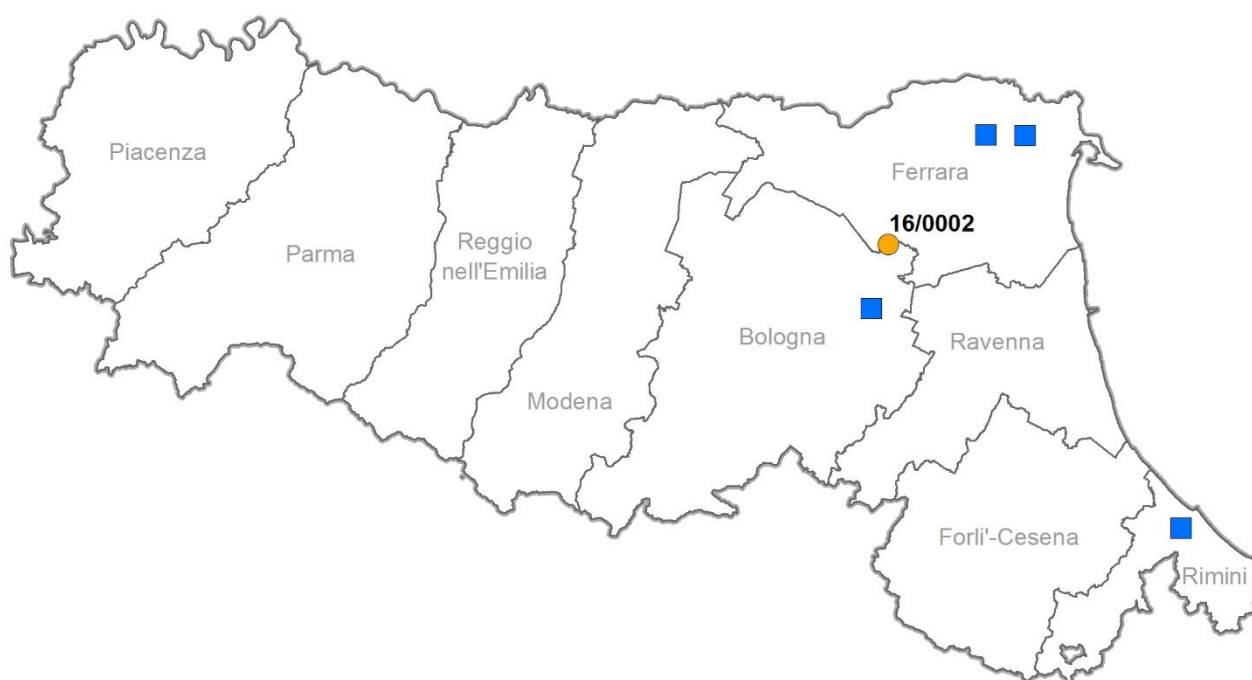 Piacenza
Ferrara
16/0002
Parma
Reggio
nell'Emilia
Bologna
Ravenna
Modena
Forli'-Cesena
Rimini